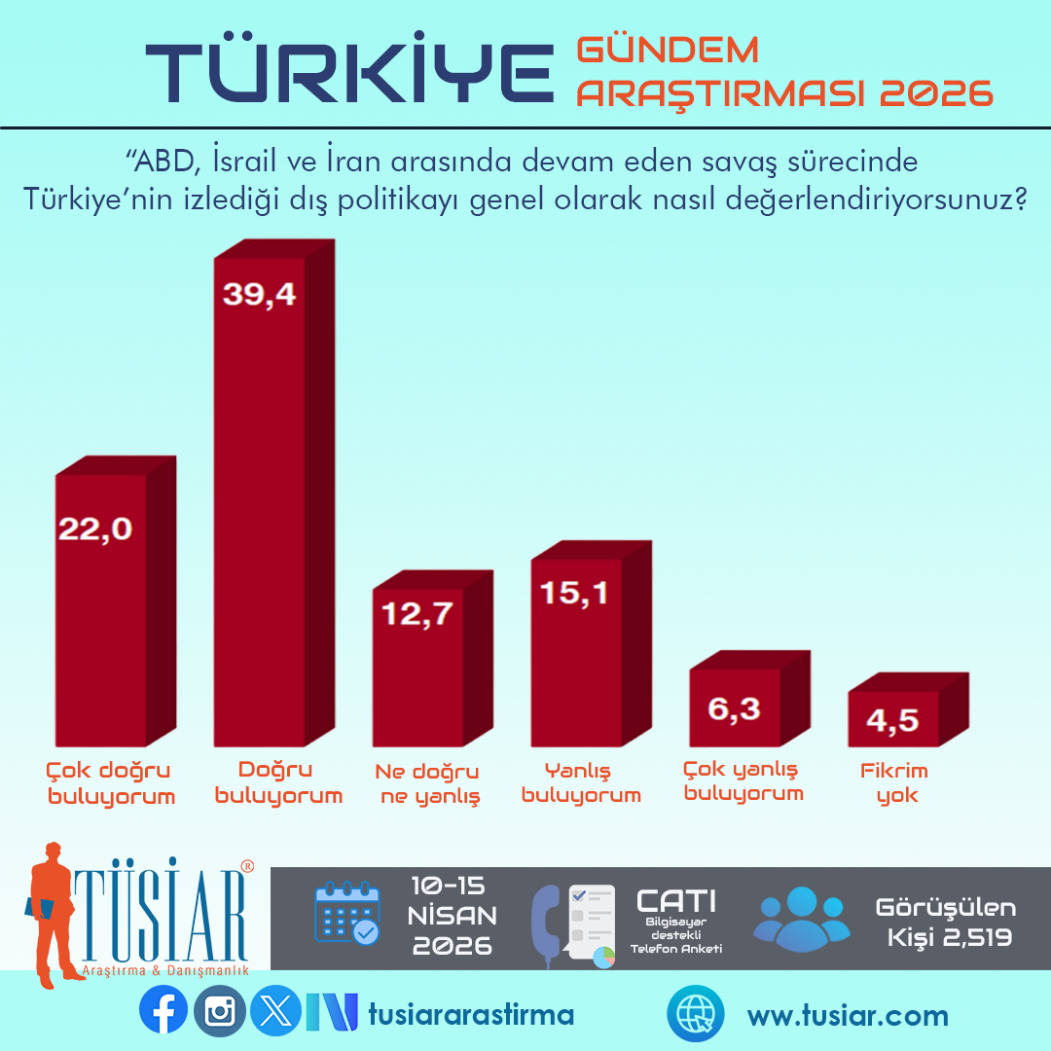 TÜRKİYE GÜNDEM
ARAŞTIRMASI 2026
“ABD, İsrail ve İran arasında devam eden savaş sürecinde
Türkiye’nin izlediği dış politikayı genel olarak nasıl değerlendiriyorsunuz?
22,0
39,4
12,7
15,1
6,3
4,5
Çok doğru
buluyorum
Doğru
buluyorum
Ne doğru
ne yanlış
Yanlış
buluyorum
Çok yanlış
buluyorum
Fikrim
yok
TÜSİAR®
Araştırma & Danışmanlık
10-15
NİSAN
2026
CATI
Bilgisayar
destekli
Telefon Anketi
Görüşülen
Kişi 2,519
tusiararastirma
www.tusiar.com